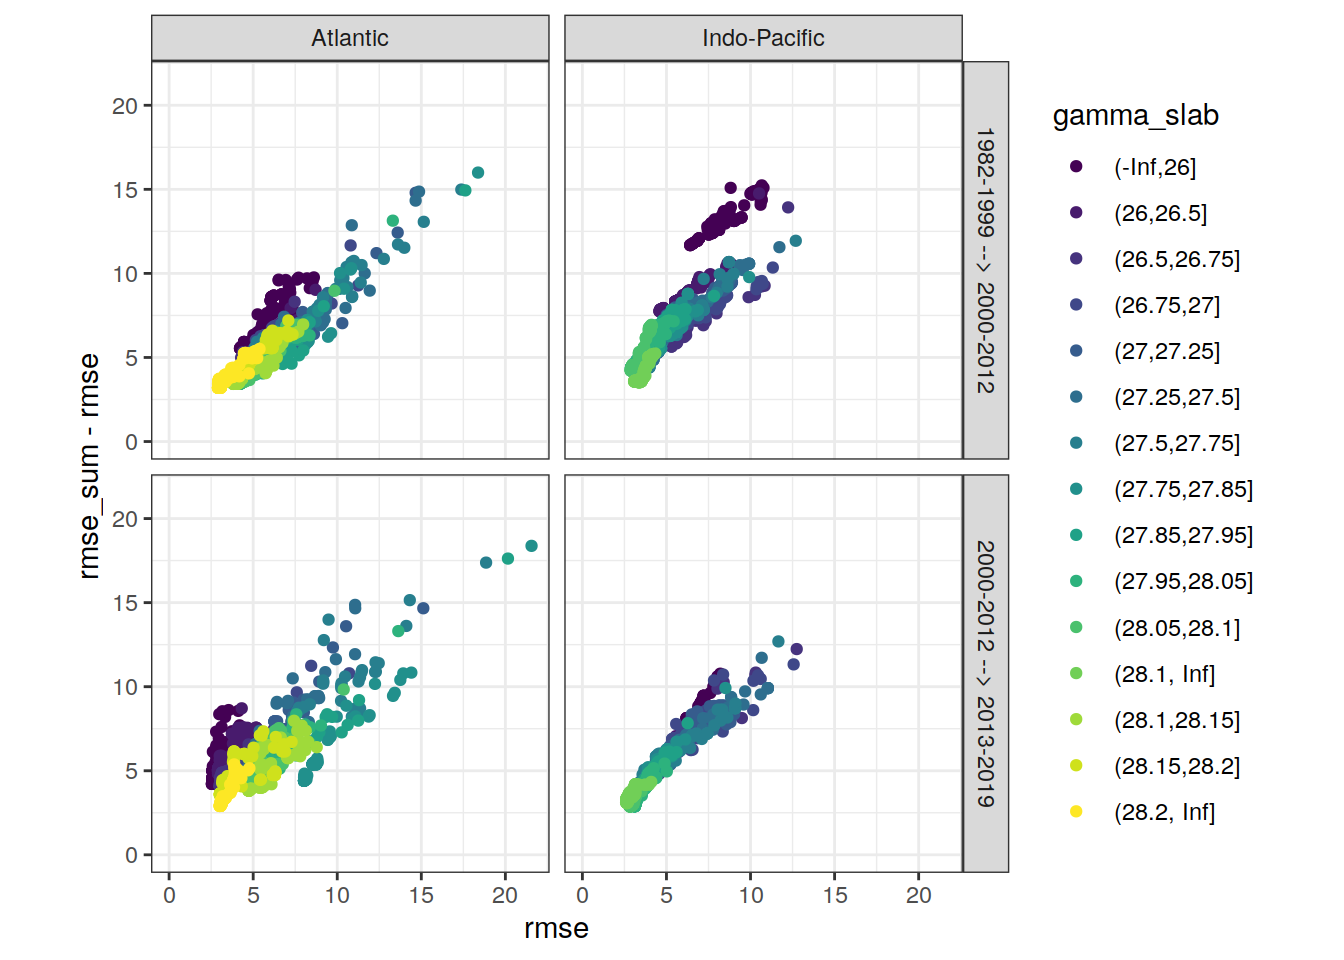 Atlantic
Indo-Pacific
20
15
10
5
0
1982-1999 --> 2000-2012
20
15
10
5
0
2000-2012 --> 2013-2019
0 5 10 15 20
0 5 10 15 20
rmse
rmse_sum - rmse
gamma_slab
(-Inf,26]
(26,26.5]
(26.5,26.75]
(26.75,27]
(27,27.25]
(27.25,27.5]
(27.5,27.75]
(27.75,27.85]
(27.85,27.95]
(27.95,28.05]
(28.05,28.1]
(28.1, Inf]
(28.1,28.15]
(28.15,28.2]
(28.2, Inf]